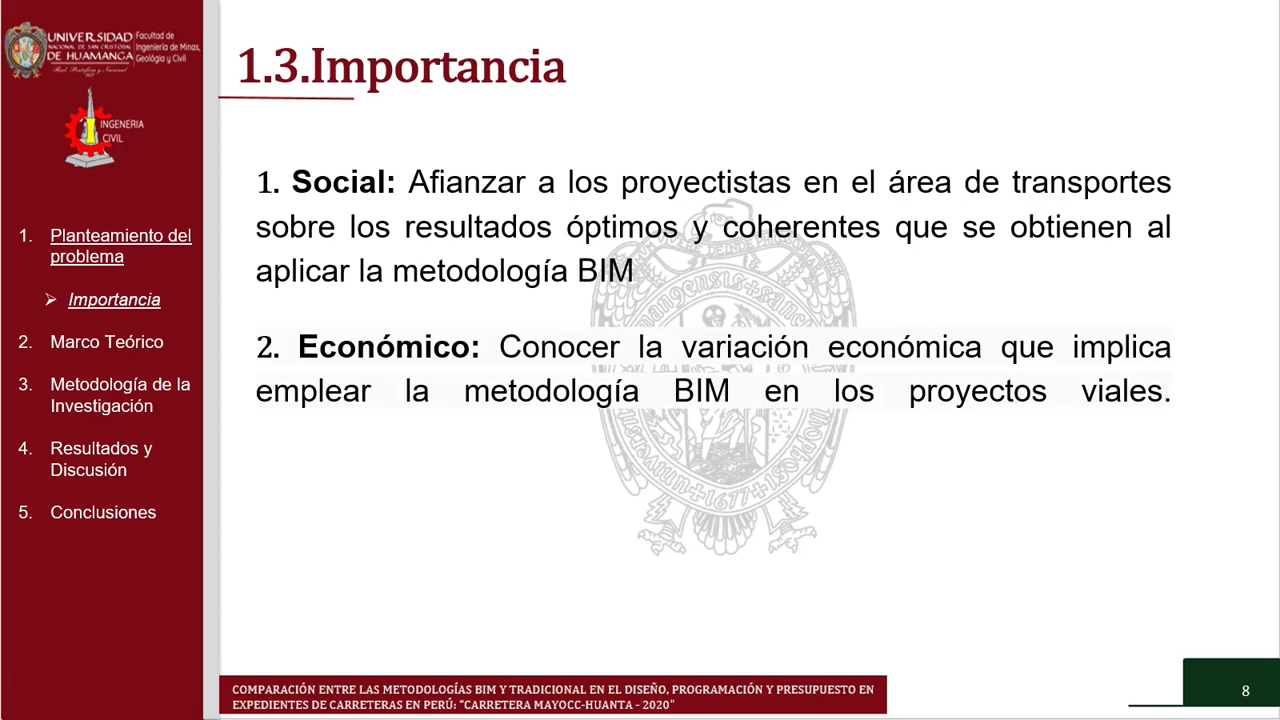 UNIVERSIDAD
NACIONAL DE SAN CRISTOBAL
DE HUAMANGA
Facultad de
Ingeniería de Minas,
Geológica y Civil
INGENERIA
CIVIL
1. Planteamiento del
problema
Importancia
2. Marco Teórico
3. Metodología de la
Investigación
4. Resultados y
Discusión
5. Conclusiones
1.3.Importancia
1. Social: Afianzar a los proyectistas en el área de transportes
sobre los resultados óptimos y coherentes que se obtienen al
aplicar la metodología BIM
2. Económico: Conocer la variación económica que implica
emplear la metodología BIM en los proyectos viales.
1677
COMPARACIÓN ENTRE LAS METODOLOGÍAS BIM Y TRADICIONAL EN EL DISEÑO, PROGRAMACIÓN Y PRESUPUESTO EN
EXPEDIENTES DE CARRETERAS EN PERÚ: "CARRETERA MAYOCC-HUANTA - 2020"
8